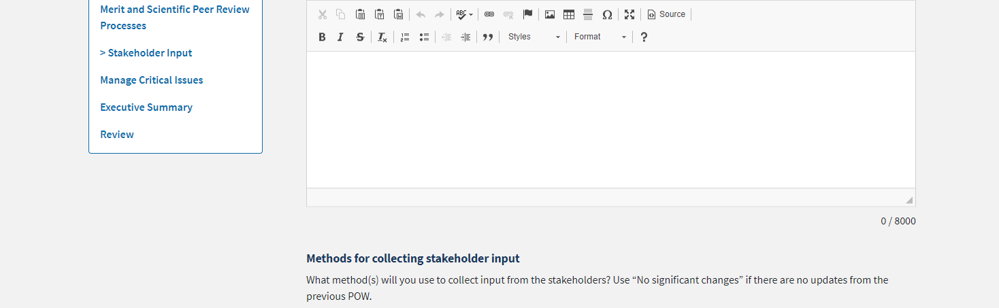 Merit and Scientific Peer Review
Processes
> Stakeholder Input
Manage Critical Issues
Executive Summary
Review
ABC
Source
B I S Tx
Styles
Format
?
0 / 8000
Methods for collecting stakeholder input
What method(s) will you use to collect input from the stakeholders? Use “No significant changes” if there are no updates from the
previous POW.